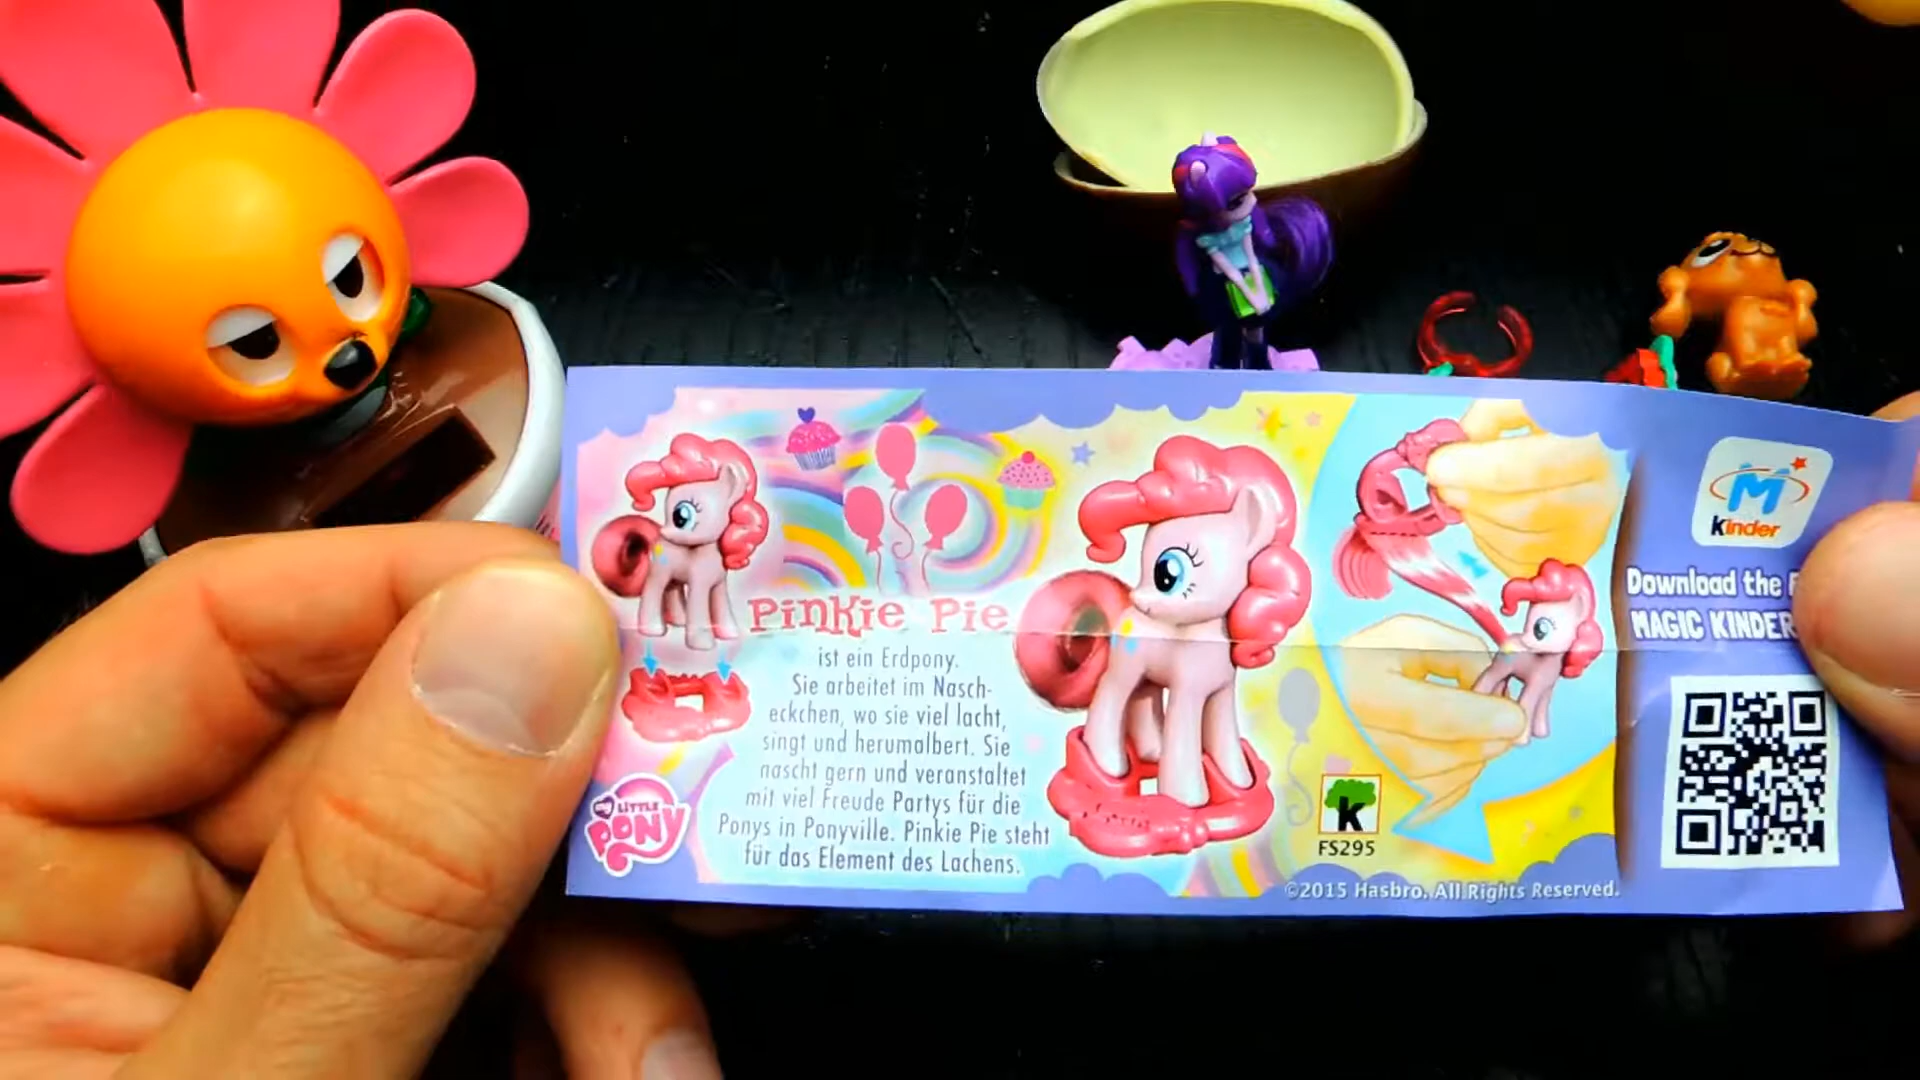 Pinkie Pie
ist ein Erdpony.
Sie arbeitet im Nasch-
eckchen, wo sie viel lacht,
singt und herumalbert. Sie
nascht gern und veranstaltet
mit viel Freude Partys für die
Ponys in Ponyville. Pinkie Pie steht
für das Element des Lachens.
MY LITTLE
PONY
K
FS295
©2015 Hasbro. All Rights Reserved.
M
kinder
Download the
MAGIC KINDER